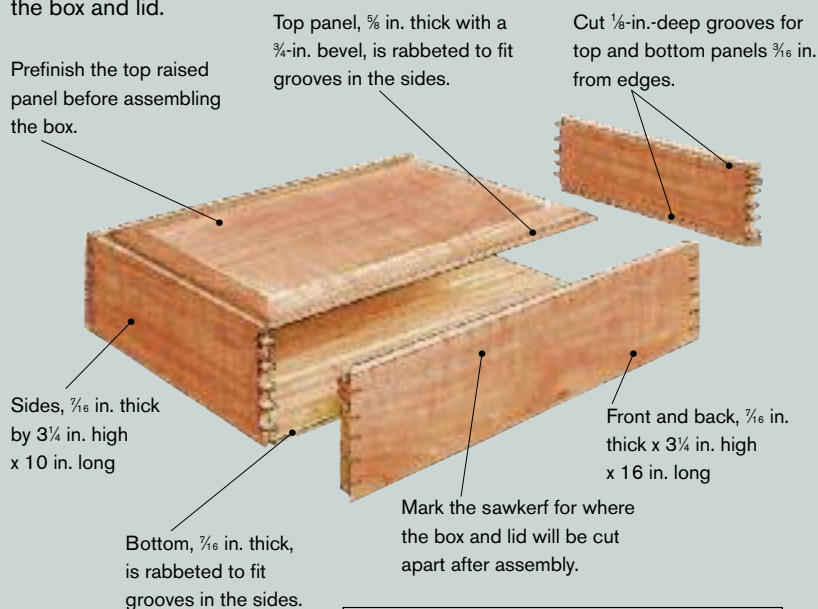 the box and lid.
Prefinish the top raised
panel before assembling
the box.
Top panel, ⅝ in. thick with a
¾-in. bevel, is rabbeted to fit
grooves in the sides.
Cut ⅛-in.-deep grooves for
top and bottom panels 3⁄16 in.
from edges.
Sides, 7⁄16 in. thick
by 3¼ in. high
x 10 in. long
Bottom, 7⁄16 in. thick,
is rabbeted to fit
grooves in the sides.
Mark the sawkerf for where
the box and lid will be cut
apart after assembly.
Front and back, 7⁄16 in.
thick x 3¼ in. high
x 16 in. long